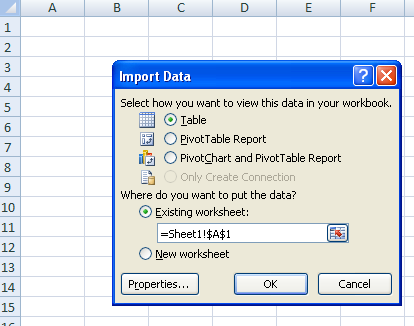 A B C D E F
1
2
3
4
5
6
7
8
9
10
11
12
13
14
15
16
Import Data
Select how you want to view this data in your workbook.
Table
PivotTable Report
PivotChart and PivotTable Report
Only Create Connection
Where do you want to put the data?
Existing worksheet:
=Sheet1!$A$1
New worksheet
Properties... OK Cancel